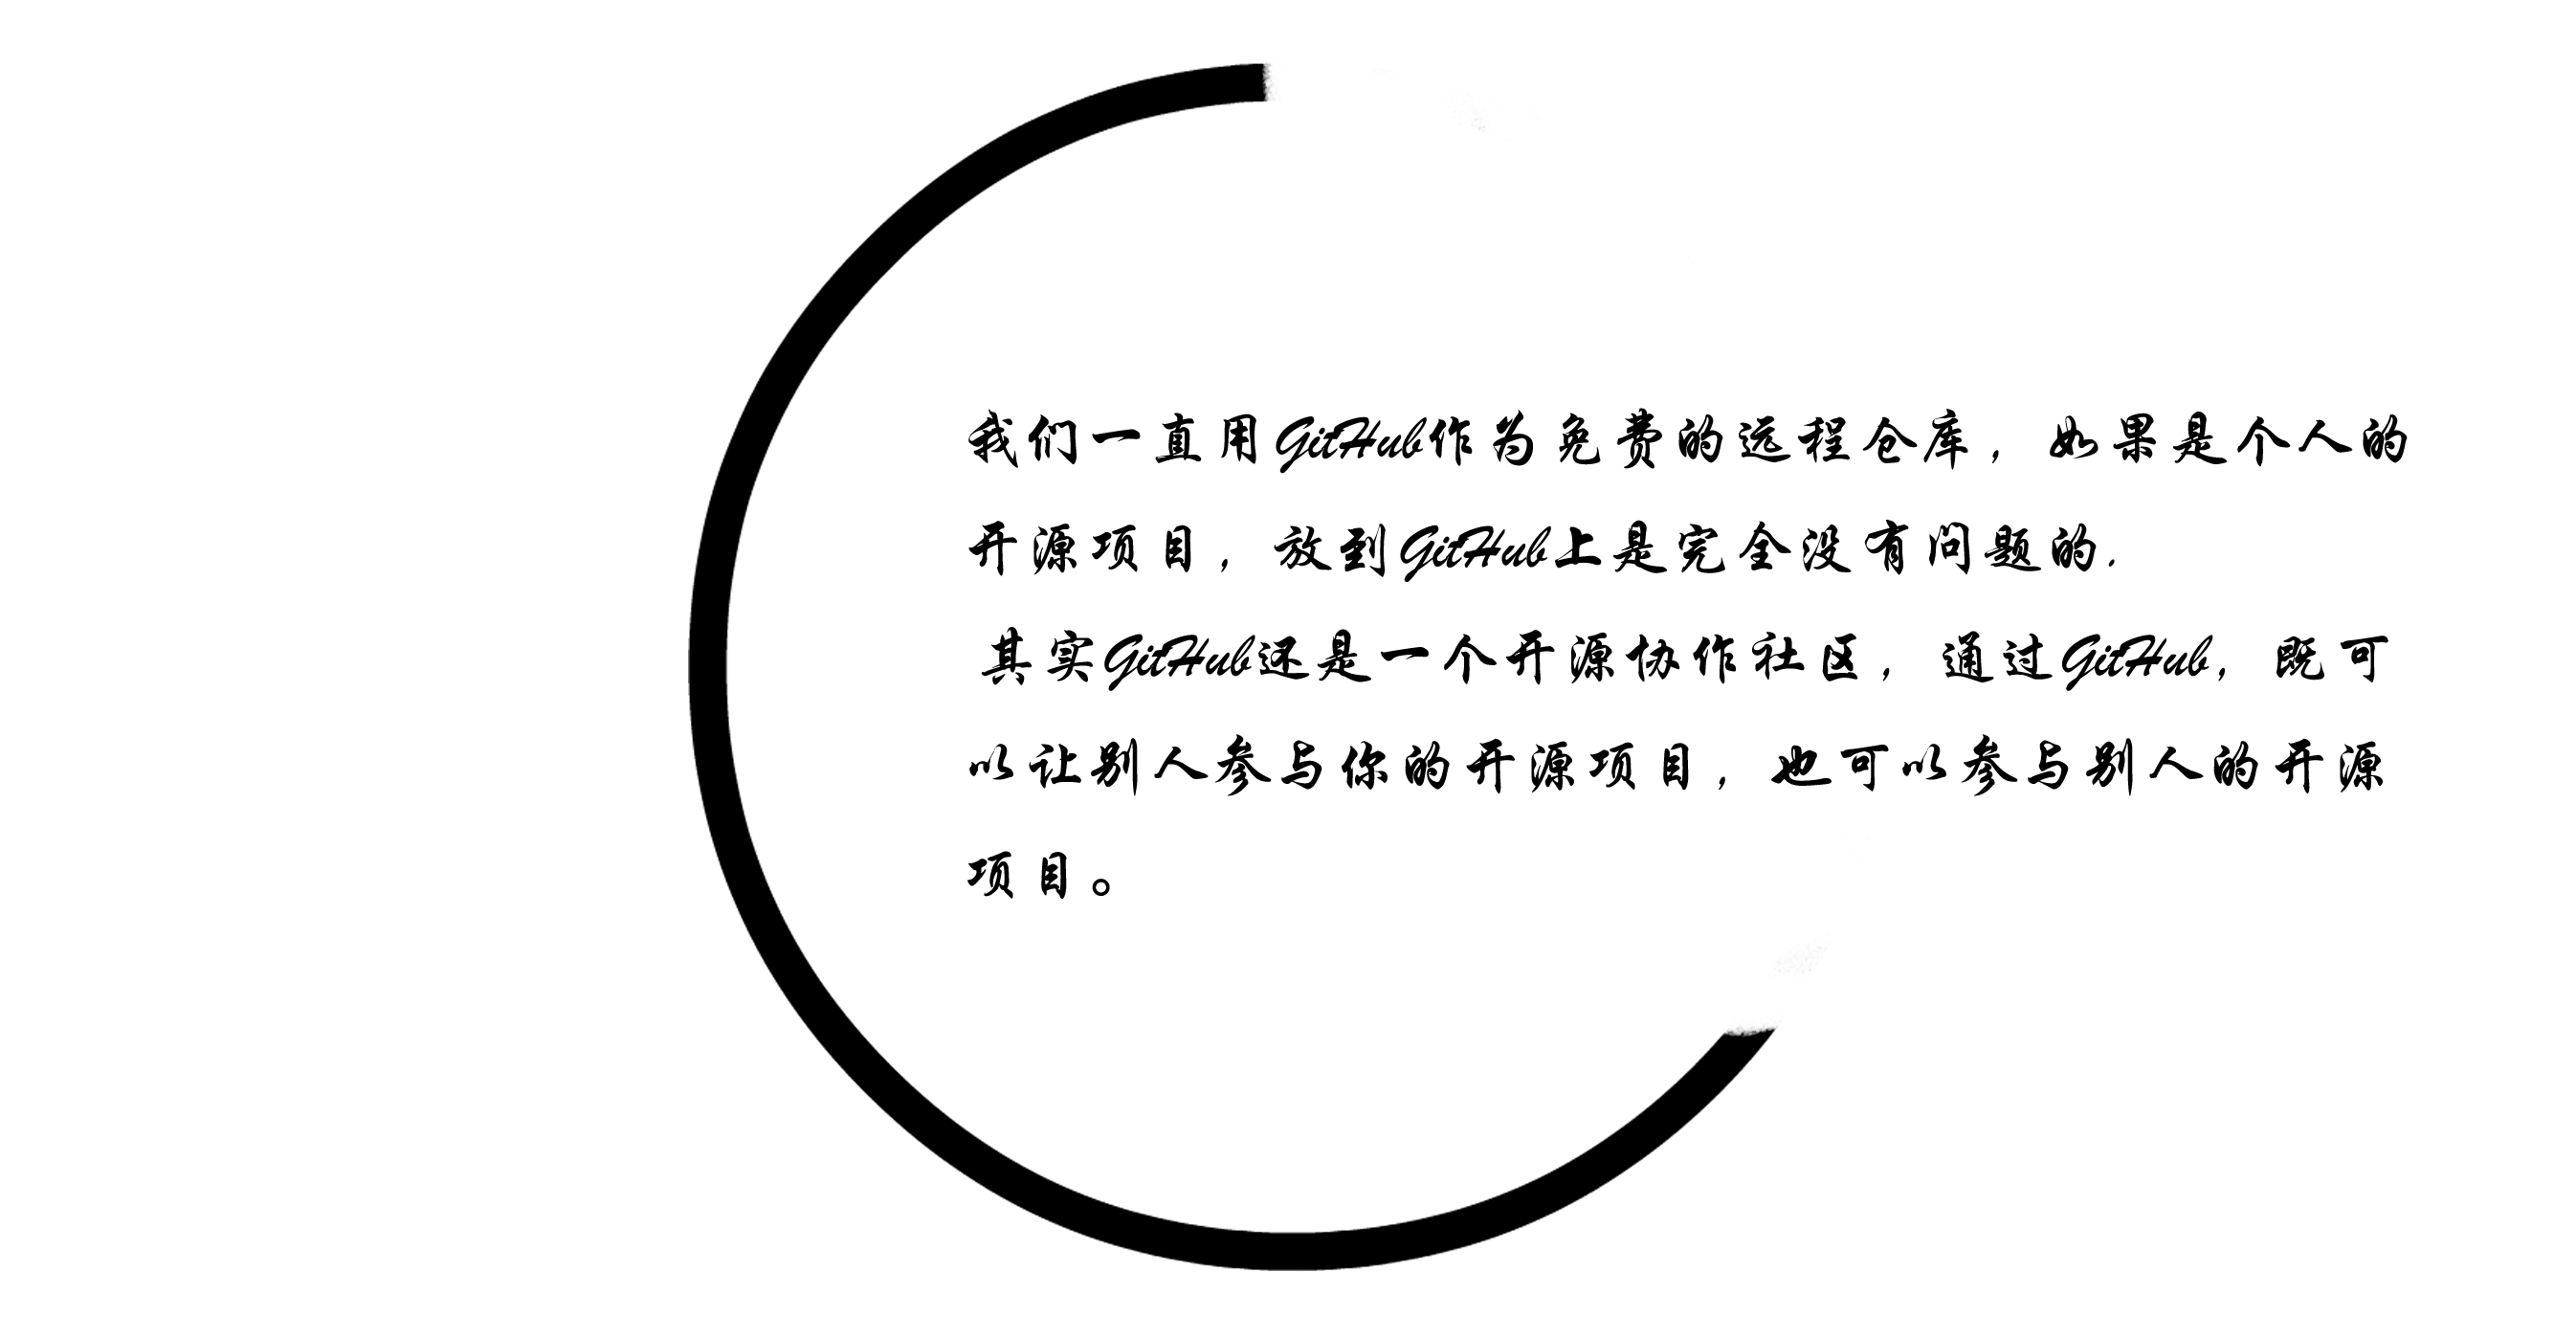 我们一直用GitHub作为免费的远程仓库，如果是个人的
开源项目，放到GitHub上是完全没有问题的.
其实GitHub还是一个开源协作社区，通过GitHub，既可
以让别人参与你的开源项目，也可以参与别人的开源
项目。